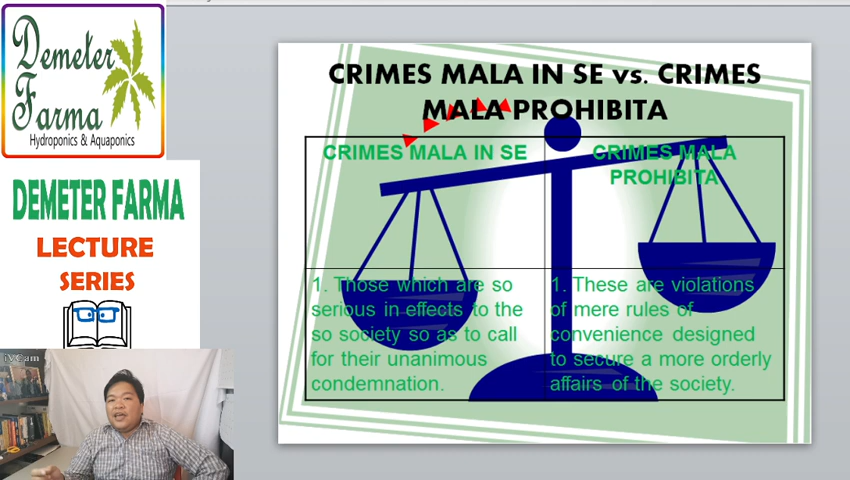 Demeter
Farma
Hydroponics & Aquaponics
DEMETER FARMA
LECTURE
SERIES
iVCam
CRIMES MALA IN SE vs. CRIMES
MALA PROHIBITA
CRIMES MALA IN SE
CRIMES MALA
PROHIBITA
1. Those which are so
serious in effects to the
so society so as to call
for their unanimous
condemnation.
1. These are violations
of mere rules of
convenience designed
to secure a more orderly
affairs of the society.